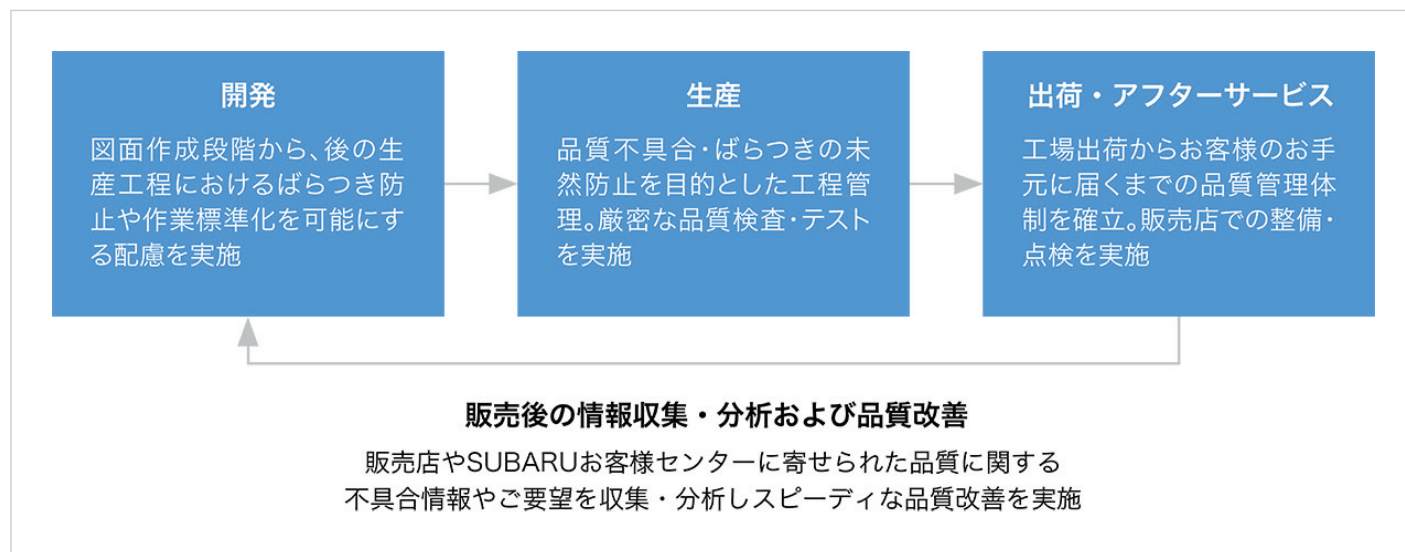 開発
図面作成段階から、後の生
産工程におけるばらつき防
止や作業標準化を可能にす
る配慮を実施
生産
品質不具合・ばらつきの未
然防止を目的とした工程管
理。厳密な品質検査・テスト
を実施
出荷・アフターサービス
工場出荷からお客様のお手
元に届くまでの品質管理体
制を確立。販売店での整備・
点検を実施
販売後の情報収集・分析および品質改善
販売店やSUBARUお客様センターに寄せられた品質に関する
不具合情報やご要望を収集・分析しスピーディな品質改善を実施